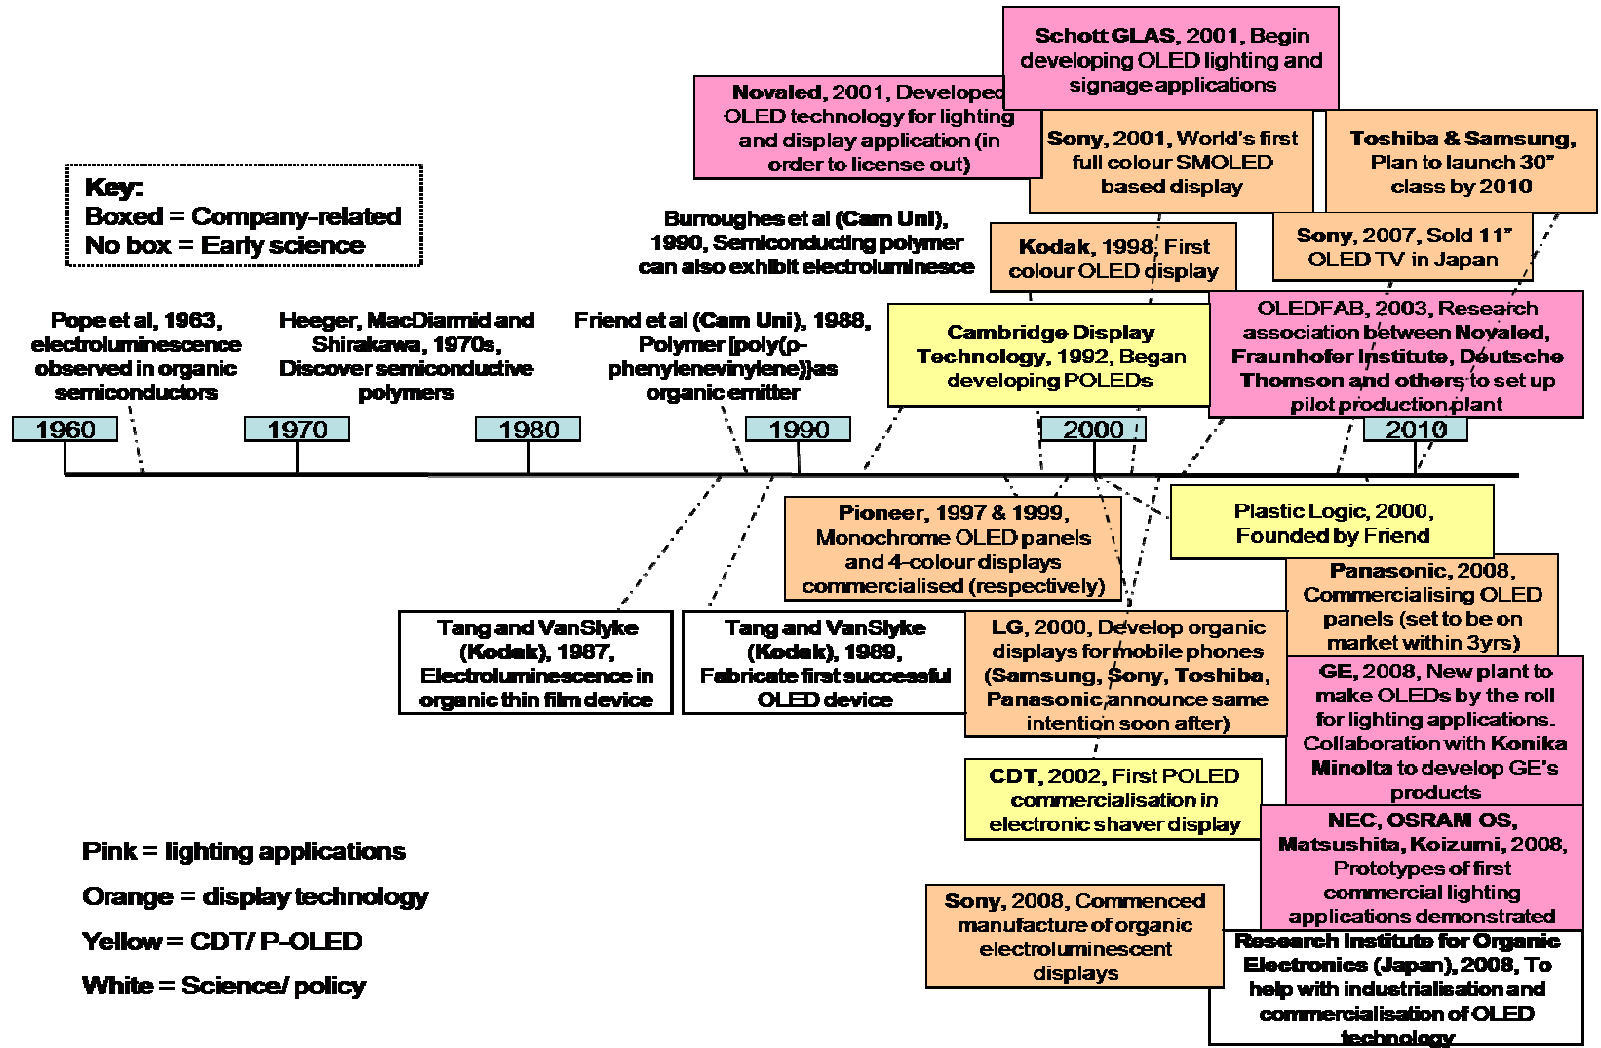 Schott GLAS, 2001, Begin
developing OLED lighting and
signage applications
Novaled, 2001, Developed
OLED technology for lighting
and display application (in
order to license out)
Sony, 2001, World's first
full colour SMOLED
based display
Toshiba & Samsung,
Plan to launch 30”
class by 2010
Key:
Boxed = Company-related
No box = Early science
Burroughes et al (Cam Uni),
1990, Semiconducting polymer
can also exhibit electroluminesce
Kodak, 1998, First
colour OLED display
Sony, 2007, Sold 11”
OLED TV in Japan
Pope et al, 1963,
electroluminescence
observed in organic
semiconductors
Heeger, MacDiarmid and
Shirakawa, 1970s,
Discover semiconductive
polymers
Friend et al (Cam Uni), 1988,
Polymer [poly(p-
phenylenevinylene)} as
organic emitter
Cambridge Display
Technology, 1992, Began
developing POLEDs
OLEDFAB, 2003, Research
association between Novaled,
Fraunhofer Institute, Deutsche
Thomson and others to set up
pilot production plant
1960
1970
1980
1990
2000
2010
Pioneer, 1997 & 1999,
Monochrome OLED panels
and 4-colour displays
commercialised (respectively)
Plastic Logic, 2000,
Founded by Friend
Panasonic, 2008,
Commercialising OLED
panels (set to be on
market within 3yrs)
Tang and VanSlyke
(Kodak), 1987,
Electroluminescence in
organic thin film device
Tang and VanSlyke
(Kodak), 1989,
Fabricate first successful
OLED device
LG, 2000, Develop organic
displays for mobile phones
(Samsung, Sony, Toshiba,
Panasonic announce same
intention soon after)
GE, 2008, New plant to
make OLEDs by the roll
for lighting applications.
Collaboration with Konika
Minolta to develop GE's
products
CDT, 2002, First POLED
commercialisation in
electronic shaver display
NEC, OSRAM OS,
Matsushita, Koizumi, 2008,
Prototypes of first
commercial lighting
applications demonstrated
Pink = lighting applications
Orange = display technology
Yellow = CDT/ P-OLED
White = Science/ policy
Sony, 2008, Commenced
manufacture of organic
electroluminescent
displays
Research Institute for Organic
Electronics (Japan), 2008, To
help with industrialisation and
commercialisation of OLED
technology